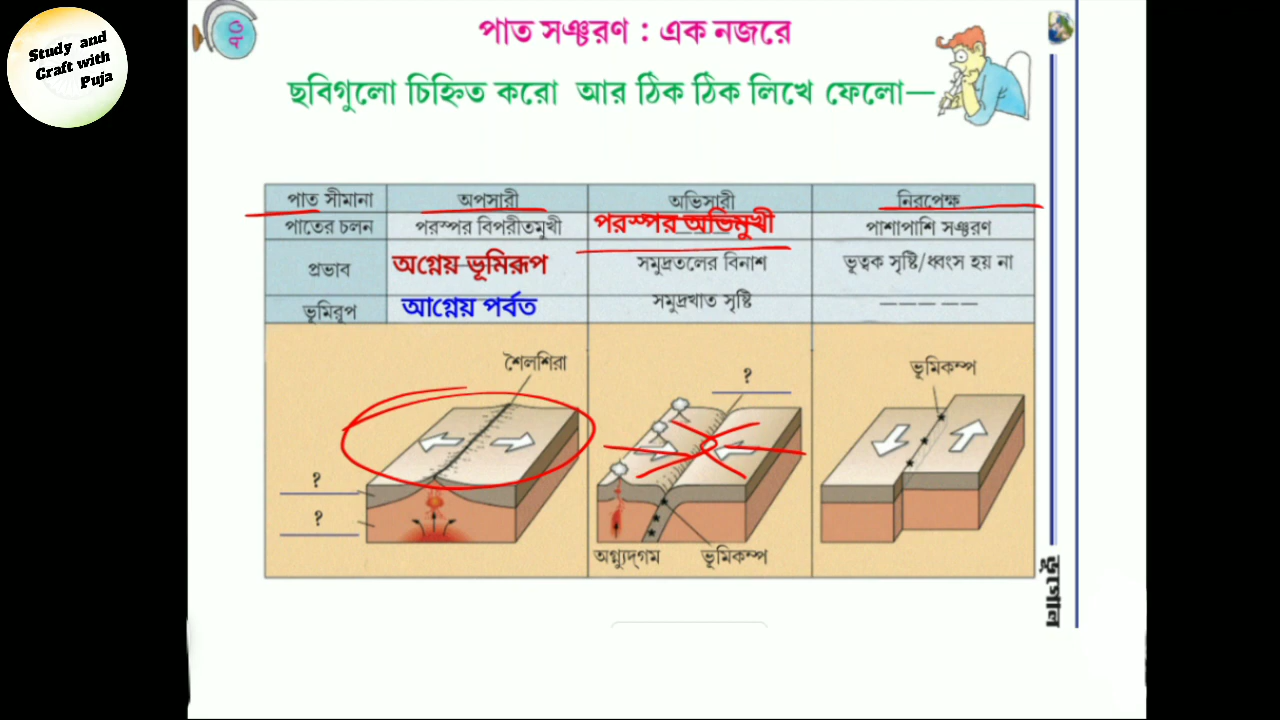 Study and
Craft with
Puja
৩৭
পাত সঞ্চরণ : এক নজরে
ছবিগুলো চিহ্নিত করো আর ঠিক ঠিক লিখে ফেলো—
পাত সীমানা অপসারী অভিসারী নিরপেক্ষ
পাতের চলন পরস্পর বিপরীতমুখী পরস্পর অভিমুখী পাশাপাশি সঞ্চরণ
প্রভাব অগ্নেয় ভূমিরূপ সমুদ্রতলের বিনাশ ভূত্বক সৃষ্টি/ধ্বংস হয় না
ভূমিরূপ আগ্নেয় পর্বত সমুদ্রখাত সৃষ্টি —————
শৈলশিরা
?
ভূমিকম্প
?
?
অগ্ন্যুদ্‌গম ভূমিকম্প
ভূগোল